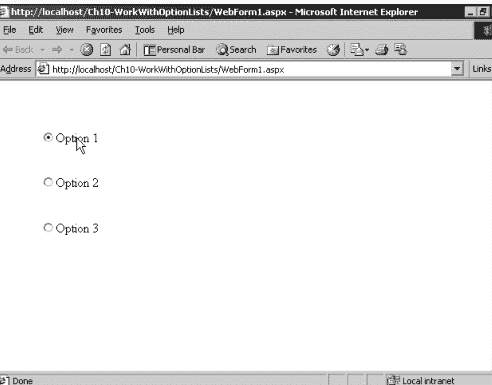 http://localhost/Ch10-WorkWithOptionLists/WebForm1.aspx - Microsoft Internet Explorer
File Edit View Favorites Tools Help
Back Personal Bar Search Favorites
Address http://localhost/Ch10-WorkWithOptionLists/WebForm1.aspx Links
Option 1
Option 2
Option 3
Done Local intranet